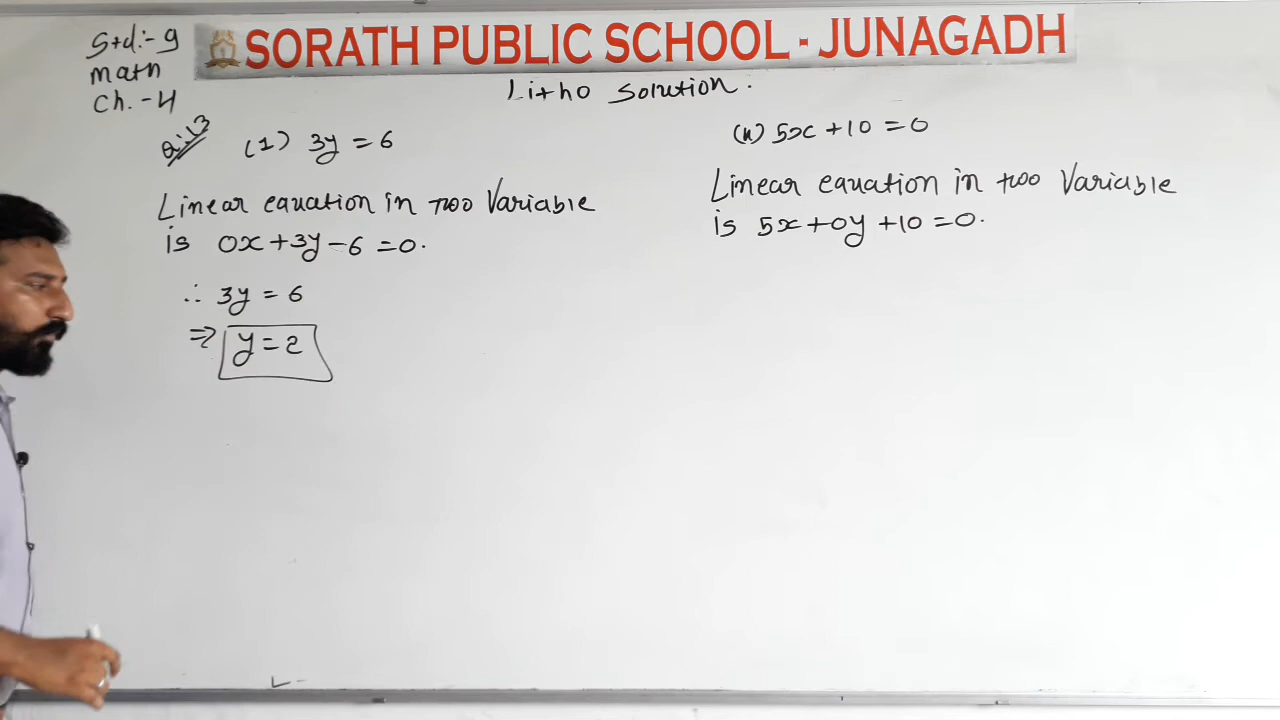 Std:- 9
SORATH PUBLIC SCHOOL - JUNAGADH
math
Ch. - 4
Litho Solution.
Q:13
(1) 3y = 6
Linear equation in two Variable
is 0x + 3y - 6 = 0.
∴ 3y = 6
⇒ y = 2
5x + 10 = 0
Linear equation in two Variable
is 5x + 0y + 10 = 0.